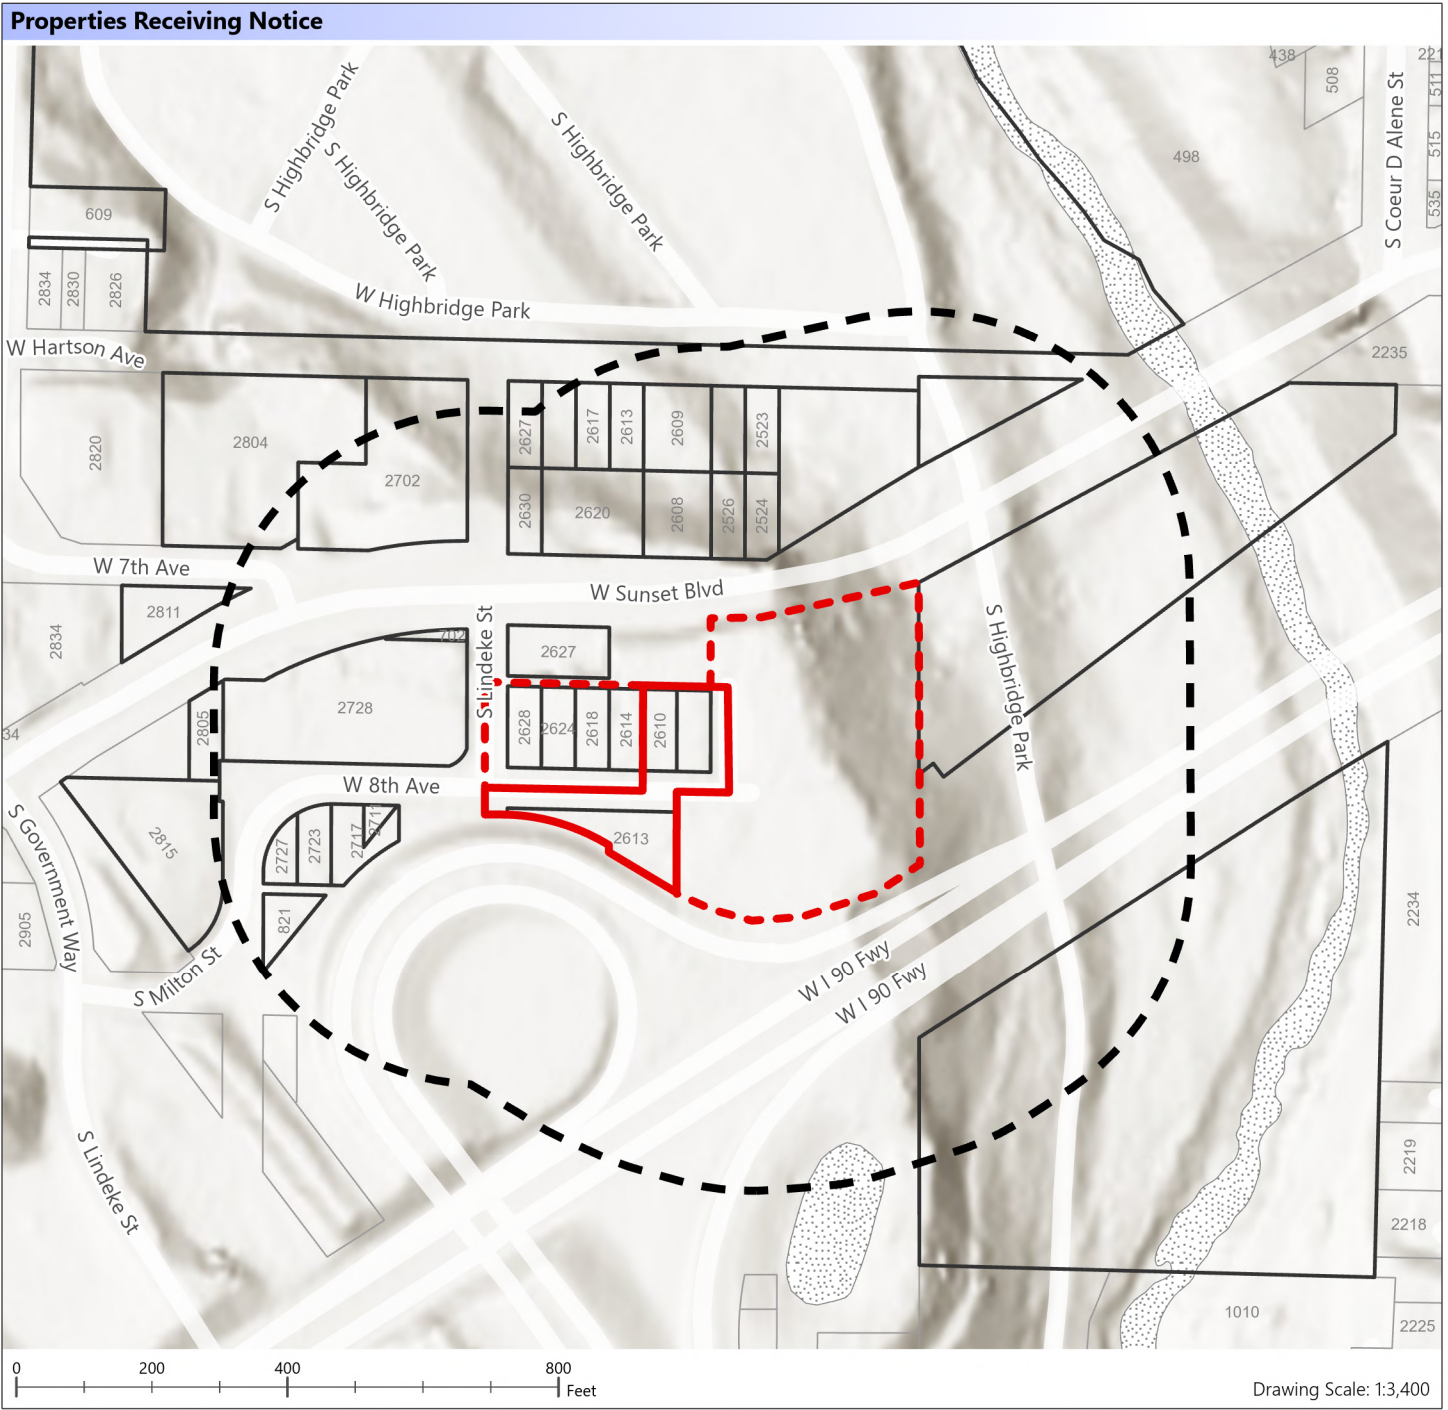 Properties Receiving Notice
438
508
221
511
515
535
S Coeur D Alene St
498
S Highbridge Park
S Highbridge Park
S Highbridge Park
609
2834
2830
2826
W Highbridge Park
W Hartson Ave
2235
2820
2804
2702
2627
2617
2613
2609
2523
2630
2620
2608
2526
2524
W 7th Ave
W Sunset Blvd
2811
2834
702
S Lindeke St
2627
S Highbridge Park
34
2805
2728
2628
2624
2618
2614
2610
W 8th Ave
S Government Way
2815
2727
2723
2717
2711
2613
821
2905
2234
S Milton St
W I 90 Fwy
W I 90 Fwy
S Lindeke St
2219
2218
1010
2225
0 200 400 800
Feet
Drawing Scale: 1:3,400